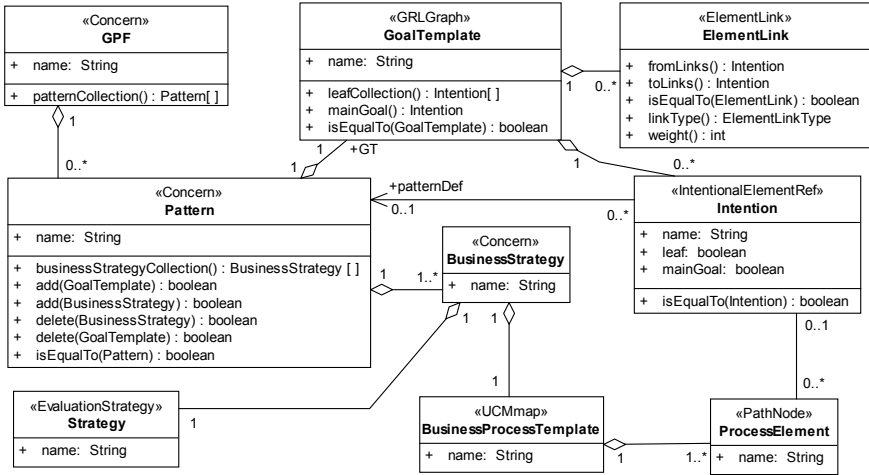 «Concern»
GPF
+ name: String
+ patternCollection() : Pattern[ ]
«GRLGraph»
GoalTemplate
+ name: String
+ leafCollection() : Intention[ ]
+ mainGoal() : Intention
+ isEqualTo(GoalTemplate) : boolean
«ElementLink»
ElementLink
+ fromLinks() : Intention
+ toLinks() : Intention
+ isEqualTo(ElementLink) : boolean
+ linkType() : ElementLinkType
+ weight() : int
1
0..*
1
0..*
1
+GT
1
1
0..*
«Concern»
Pattern
+ name: String
+ businessStrategyCollection() : BusinessStrategy [ ]
+ add(GoalTemplate) : boolean
+ add(BusinessStrategy) : boolean
+ delete(BusinessStrategy) : boolean
+ delete(GoalTemplate) : boolean
+ isEqualTo(Pattern) : boolean
+patternDef
0..1
0..*
«IntentionalElementRef»
Intention
+ name: String
+ leaf: boolean
+ mainGoal: boolean
+ isEqualTo(Intention) : boolean
1
1..*
«Concern»
BusinessStrategy
+ name: String
1
1
0..1
0..*
1
1
«EvaluationStrategy»
Strategy
+ name: String
«UCMmap»
BusinessProcessTemplate
+ name: String
1
1..*
«PathNode»
ProcessElement
+ name: String